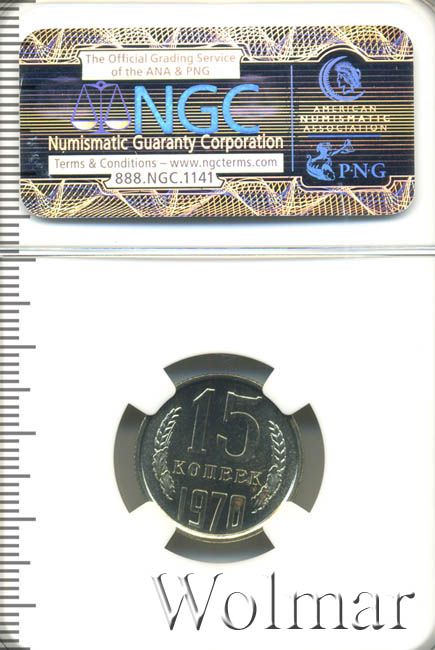 The Official Grading Service
of the ANA & PNG
NGC
Numismatic Guaranty Corporation
Terms & Conditions – www.ngcterms.com
888.NGC.1141
AMERICAN
NUMISMATIC
ASSOCIATION
P·N·G
15
КОПЕЕК
1970
Wolmar